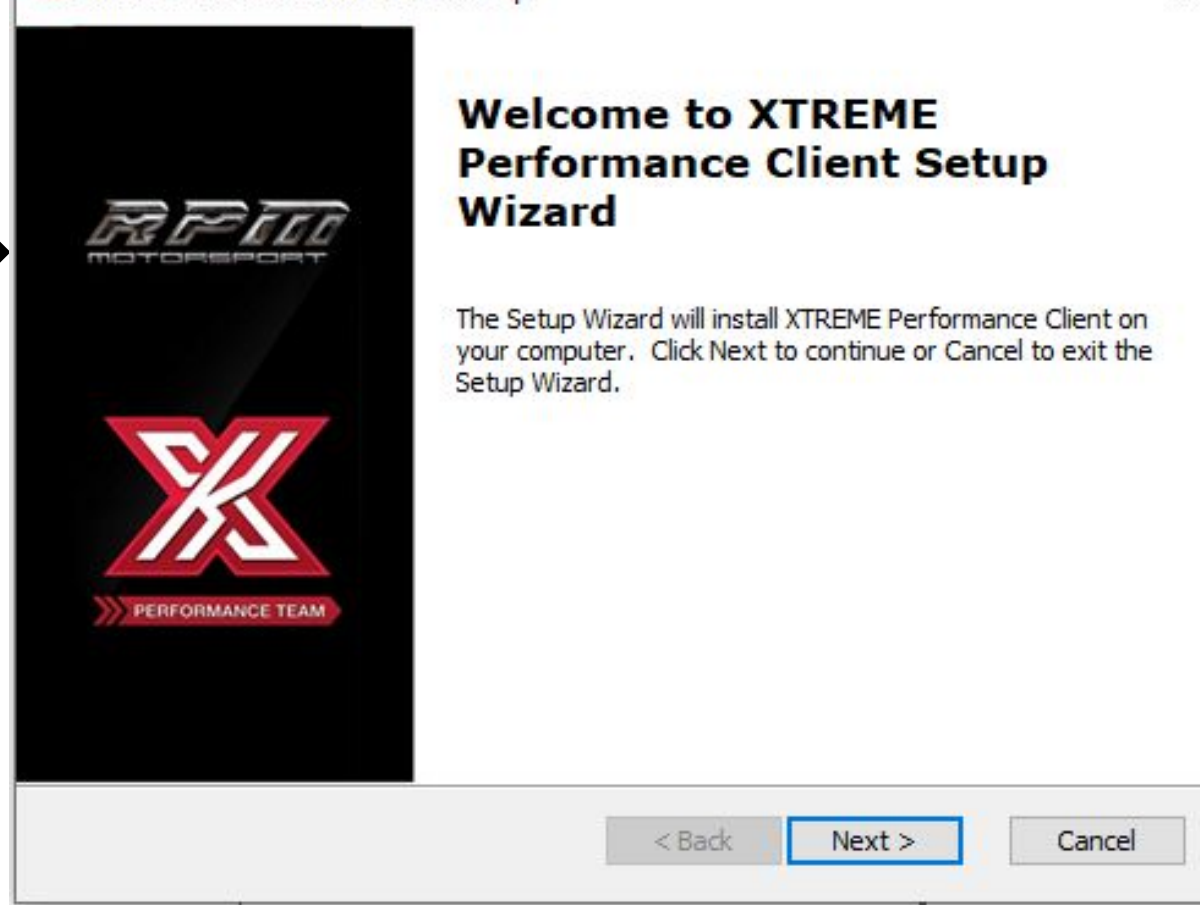 Welcome to XTREME
Performance Client Setup
Wizard
RPM
MOTORSPORT
The Setup Wizard will install XTREME Performance Client on
your computer.  Click Next to continue or Cancel to exit the
Setup Wizard.
PERFORMANCE TEAM
< Back
Next >
Cancel